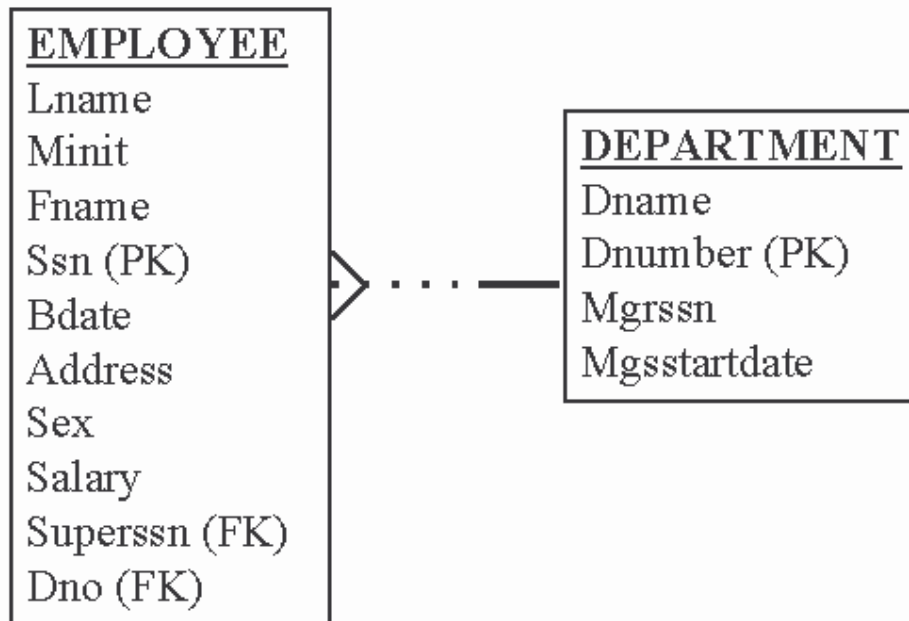 EMPLOYEE
Lname
Minit
Fname
Ssn (PK)
Bdate
Address
Sex
Salary
Superssn (FK)
Dno (FK)
DEPARTMENT
Dname
Dnumber (PK)
Mgrssn
Mgsstartdate